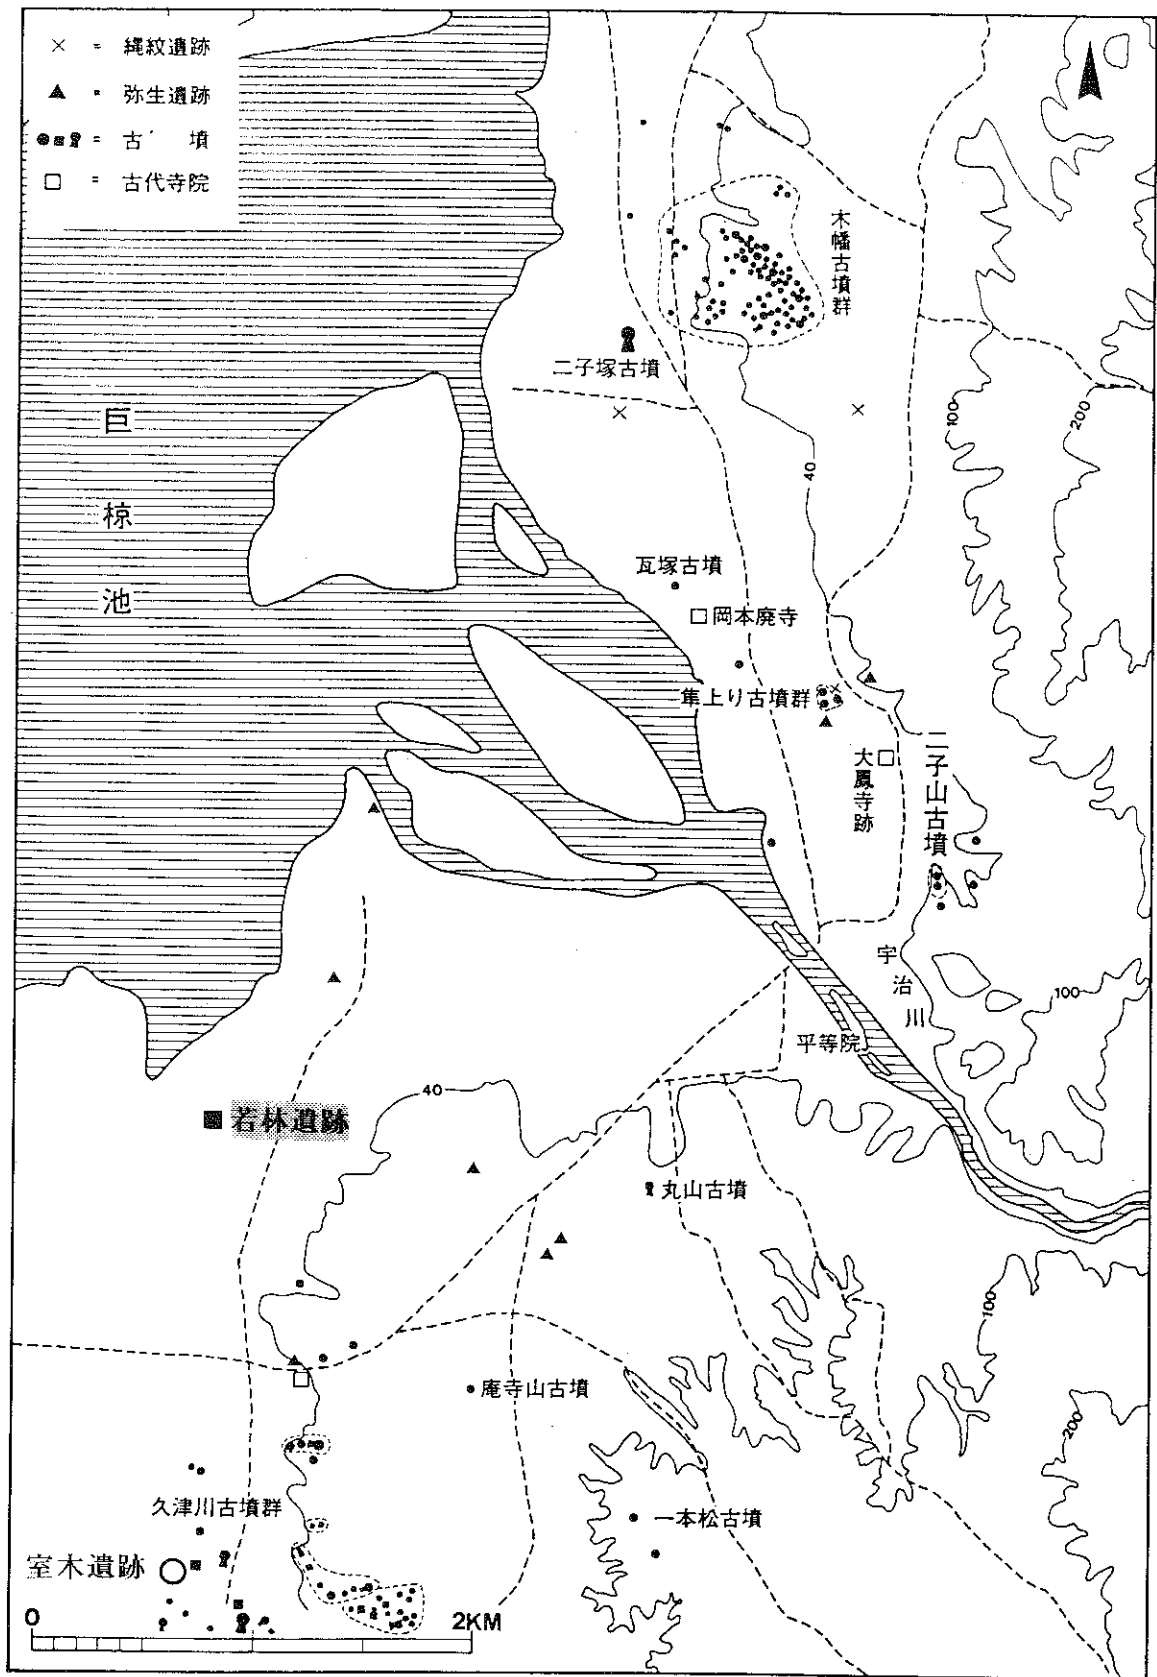 × = 縄紋遺跡
▲ = 弥生遺跡
= 古 墳
□ = 古代寺院
木幡古墳群
二子塚古墳
巨椋池
100
200
40
瓦塚古墳
岡本廃寺
隼上り古墳群
大鳳寺跡
二子山古墳
宇治川
100
平等院
40
若林遺跡
丸山古墳
100
庵寺山古墳
200
久津川古墳群
一本松古墳
室木遺跡
0 2KM